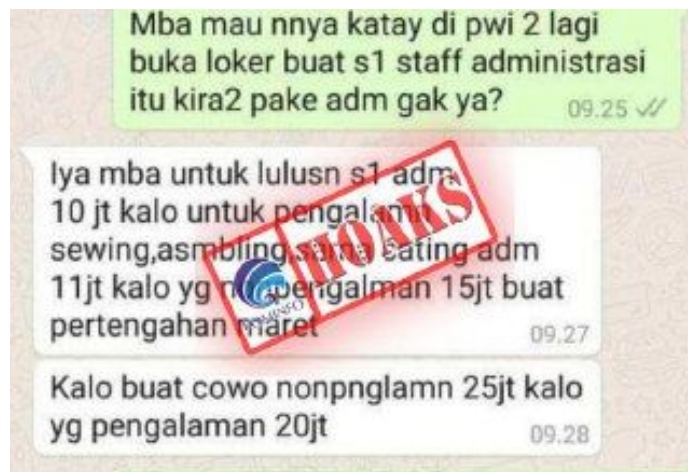 Mba mau nnya katay di pwi 2 lagi
buka loker buat s1 staff administrasi
itu kira2 pake adm gak ya? 09.25
Iya mba untuk lulusn s1 adm
10 jt kalo untuk pengalamn
sewing,asmbling,sama cating adm
11jt kalo yg non pengalman 15jt buat
pertengahan maret 09.27
HOAKS
KOMINFO
Kalo buat cowo nonpnglamn 25jt kalo
yg pengalaman 20jt 09.28